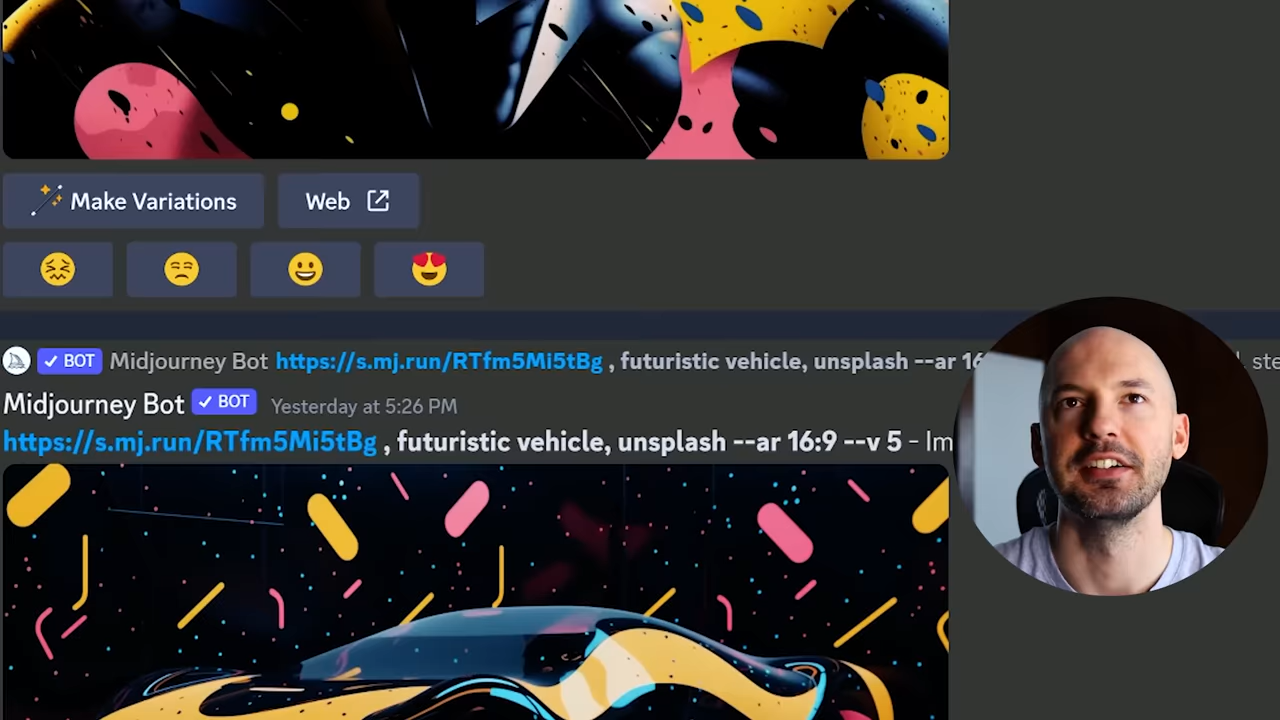 Make Variations
Web
BOT Midjourney Bot https://s.mj.run/RTfm5Mi5tBg , futuristic vehicle, unsplash --ar 16
Midjourney Bot BOT Yesterday at 5:26 PM
https://s.mj.run/RTfm5Mi5tBg , futuristic vehicle, unsplash --ar 16:9 --v 5 - Im